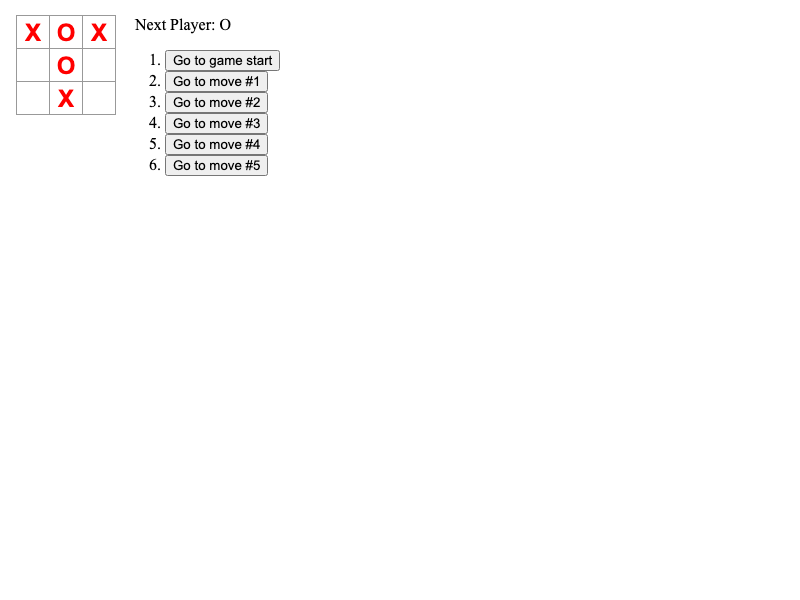 X O X
O
X
Next Player: O
1. Go to game start
2. Go to move #1
3. Go to move #2
4. Go to move #3
5. Go to move #4
6. Go to move #5